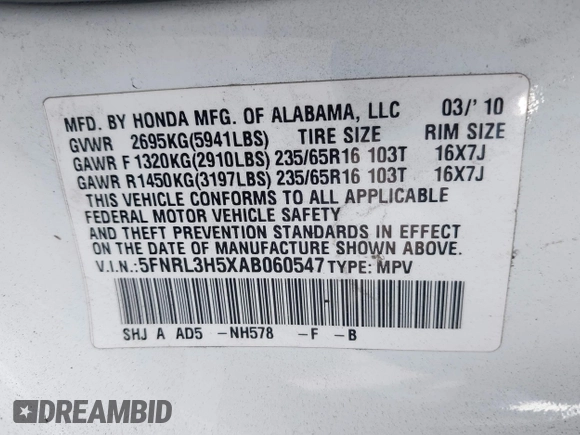 MFD. BY HONDA MFG. OF ALABAMA, LLC 03/' 10
GVWR 2695KG(5941LBS) TIRE SIZE RIM SIZE
GAWR F 1320KG(2910LBS) 235/65R16 103T 16X7J
GAWR R1450KG(3197LBS) 235/65R16 103T 16X7J
THIS VEHICLE CONFORMS TO ALL APPLICABLE
FEDERAL MOTOR VEHICLE SAFETY
AND THEFT PREVENTION STANDARDS IN EFFECT ON
THE DATE OF MANUFACTURE SHOWN ABOVE.
V.I.N.:5FNRL3H5XAB060547 TYPE: MPV
SHJ A AD5 -NH578 -F -B
DREAMBID